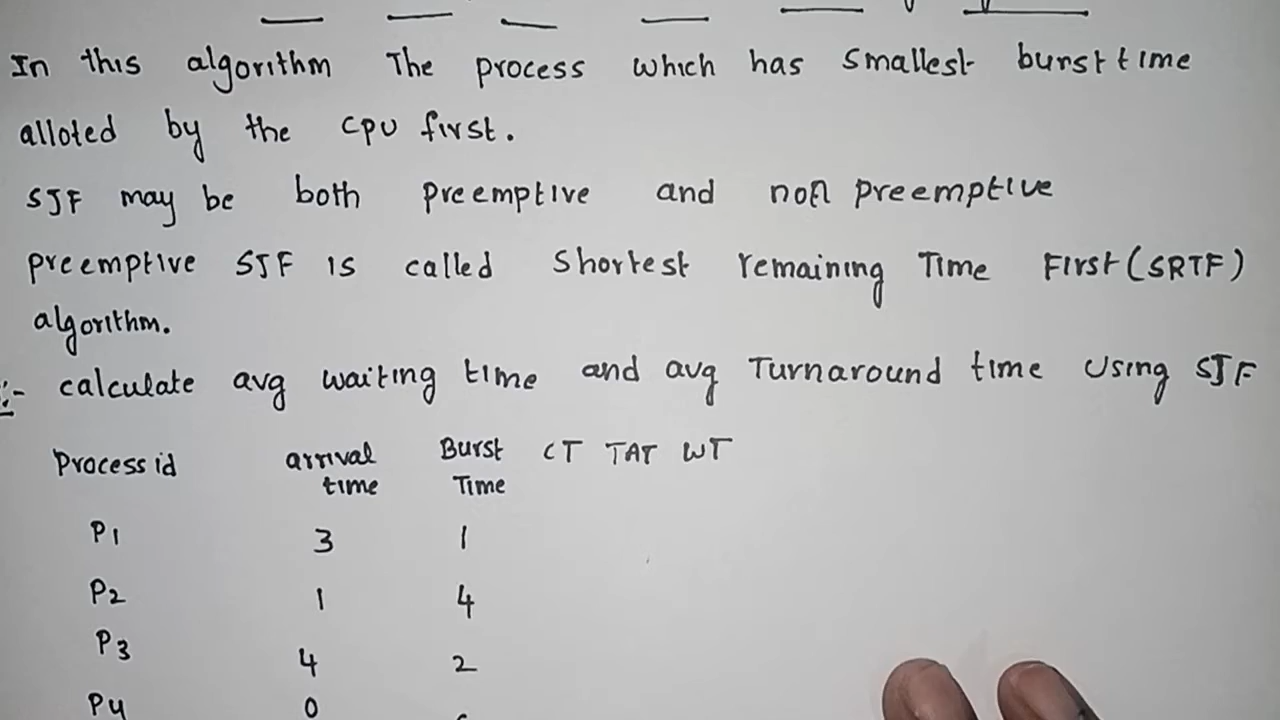 In this algorithm The process which has smallest burst time
alloted by the CPU first.
SJF may be both preemptive and non preemptive
preemptive SJF is called Shortest remaining Time First (SRTF)
algorithm.
:- calculate avg waiting time and avg Turnaround time Using SJF
Process id arrival time Burst Time CT TAT WT
P1 3 1
P2 1 4
P3 4 2
P4 0